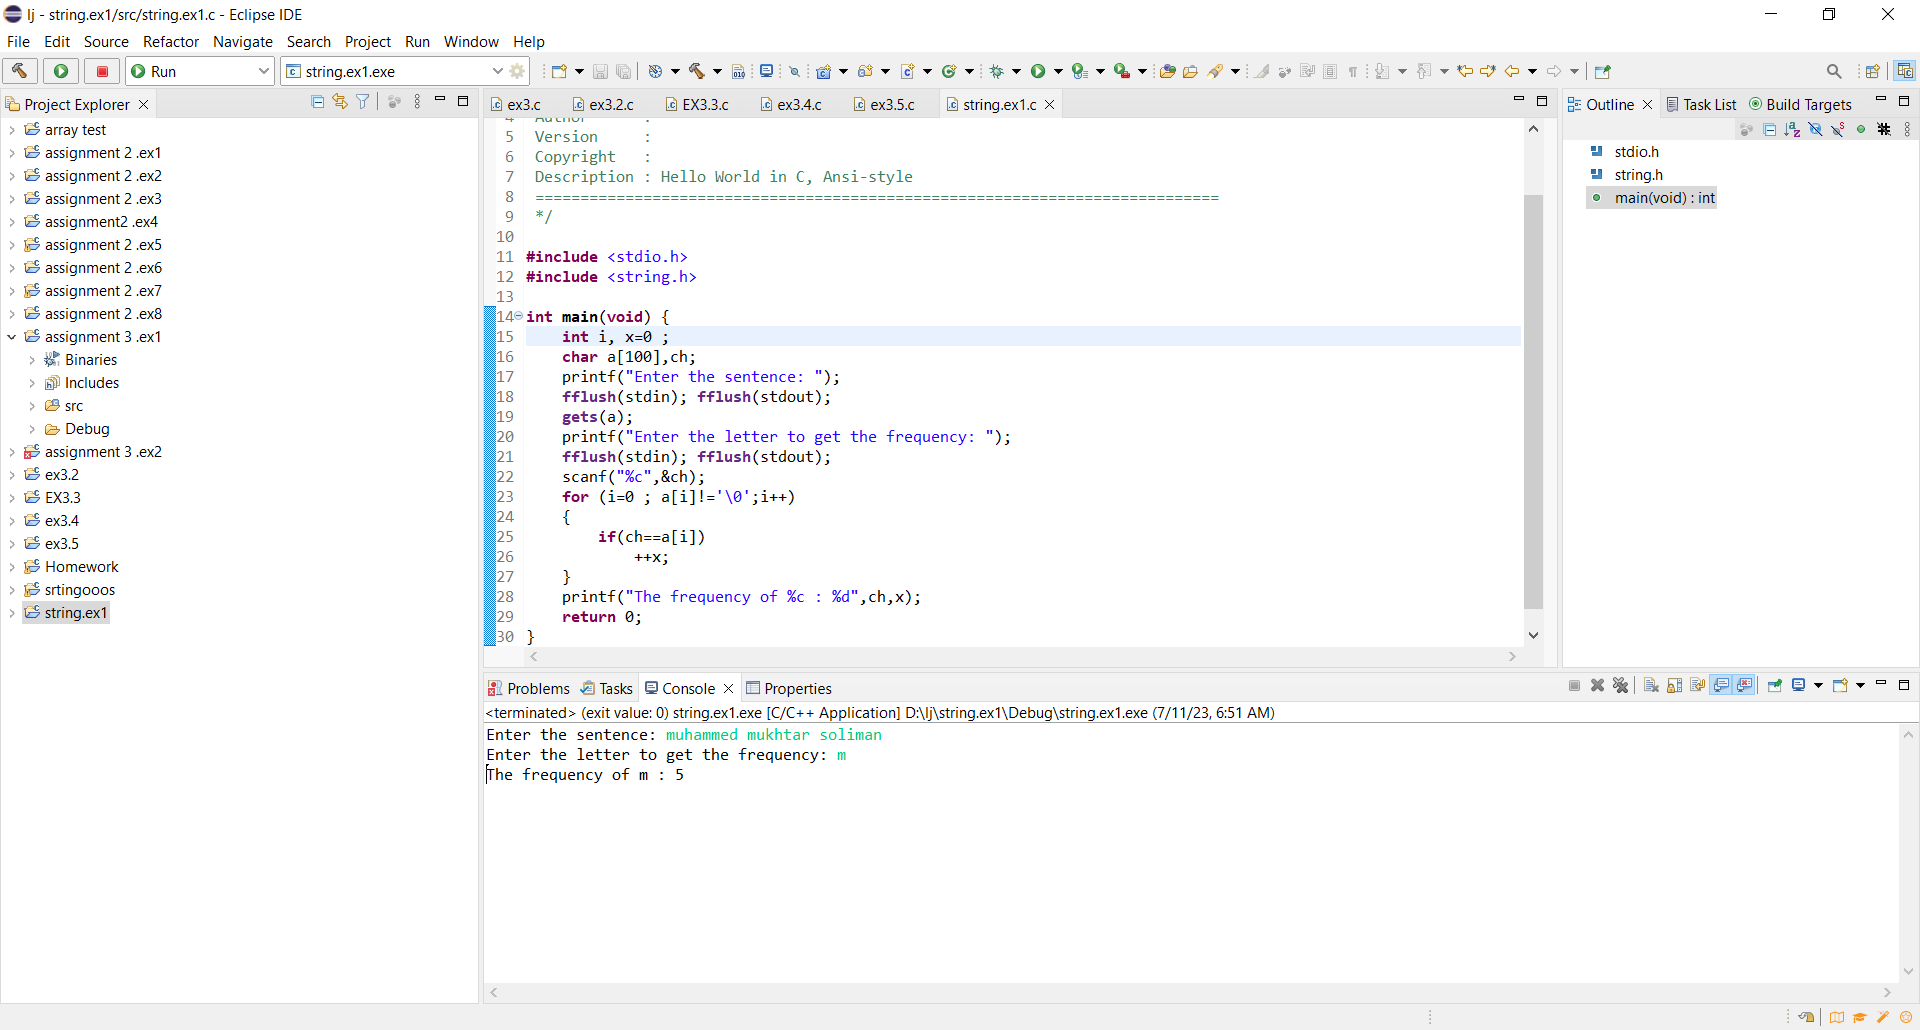 lj - string.ex1/src/string.ex1.c - Eclipse IDE
File Edit Source Refactor Navigate Search Project Run Window Help
Run string.ex1.exe
Project Explorer
array test
assignment 2 .ex1
assignment 2 .ex2
assignment 2 .ex3
assignment2 .ex4
assignment 2 .ex5
assignment 2 .ex6
assignment 2 .ex7
assignment 2 .ex8
assignment 3 .ex1
Binaries
Includes
src
Debug
assignment 3 .ex2
ex3.2
EX3.3
ex3.4
ex3.5
Homework
srtingooos
string.ex1
ex3.c ex3.2.c EX3.3.c ex3.4.c ex3.5.c string.ex1.c
4 Author :
5 Version :
6 Copyright :
7 Description : Hello World in C, Ansi-style
8 ============================================================================
9 */
10
11 #include <stdio.h>
12 #include <string.h>
13
14 int main(void) {
15 int i, x=0 ;
16 char a[100],ch;
17 printf("Enter the sentence: ");
18 fflush(stdin); fflush(stdout);
19 gets(a);
20 printf("Enter the letter to get the frequency: ");
21 fflush(stdin); fflush(stdout);
22 scanf("%c",&ch);
23 for (i=0 ; a[i]!='\0';i++)
24 {
25 if(ch==a[i])
26 ++x;
27 }
28 printf("The frequency of %c : %d",ch,x);
29 return 0;
30 }
Outline Task List Build Targets
stdio.h
string.h
main(void) : int
Problems Tasks Console Properties
<terminated> (exit value: 0) string.ex1.exe [C/C++ Application] D:\lj\string.ex1\Debug\string.ex1.exe (7/11/23, 6:51 AM)
Enter the sentence: muhammed mukhtar soliman
Enter the letter to get the frequency: m
The frequency of m : 5